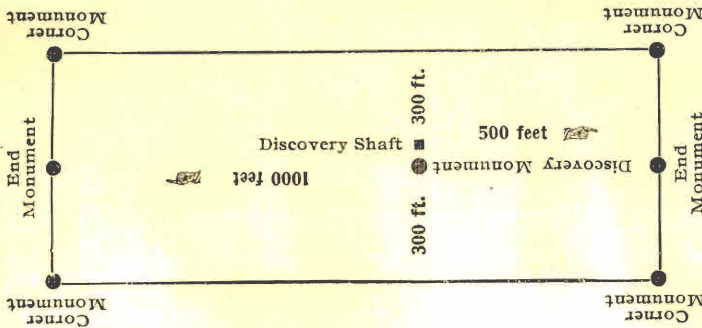 Corner
Monument
Corner
Monument
End
Monument
300 ft.
Discovery Shaft
500 feet
Discovery Monument
1000 feet
300 ft.
End
Monument
Corner
Monument
Corner
Monument